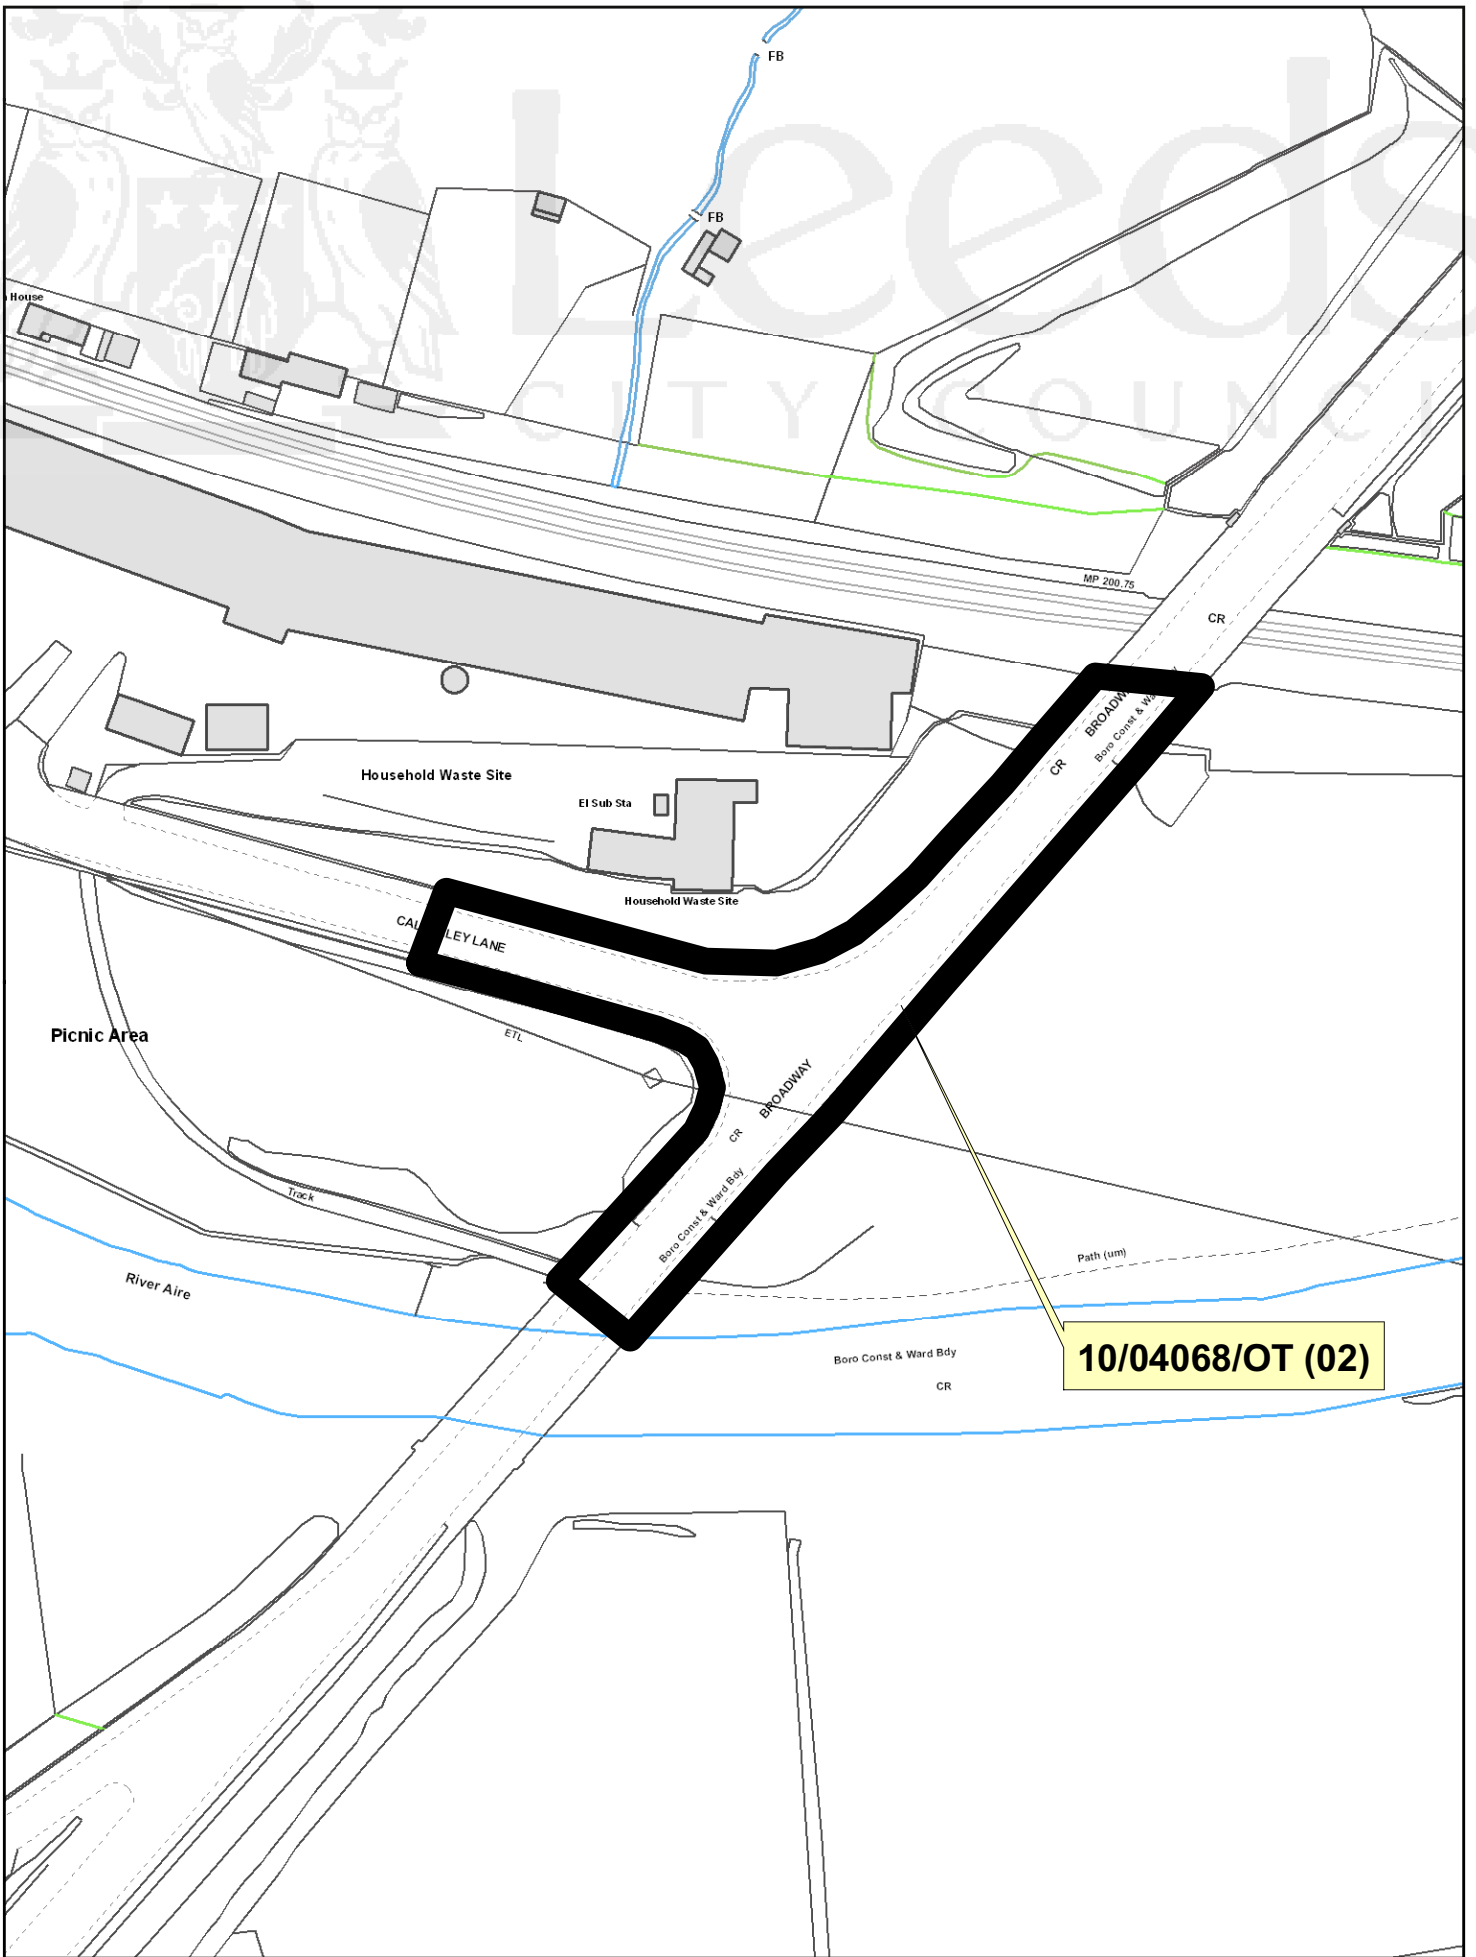 FB
Leeds
CITY COUNCI
FB
House
MP 200.75
CR
BROADW
Boro Const & Wa
CR
Household Waste Site
El Sub Sta
Household Waste Site
CAL LEY LANE
ETL
Picnic Area
BROADWAY
CR
Boro Const & Ward Bdy
Track
Path (um)
River Aire
10/04068/OT (02)
Boro Const & Ward Bdy
CR